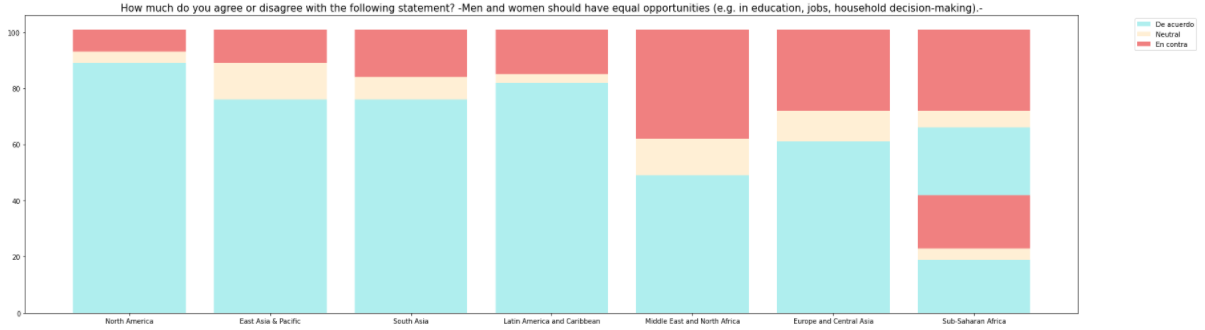 How much do you agree or disagree with the following statement? -Men and women should have equal opportunities (e.g. in education, jobs, household decision-making).-
De acuerdo
Neutral
En contra
100
80
60
40
20
0
North America
East Asia & Pacific
South Asia
Latin America and Caribbean
Middle East and North Africa
Europe and Central Asia
Sub-Saharan Africa